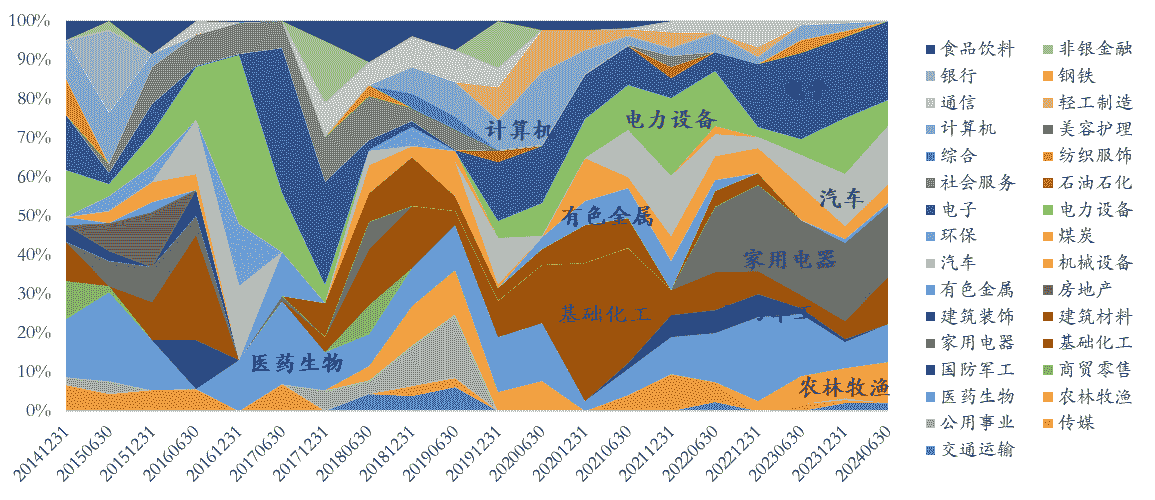 100%
90%
80%
70%
60%
50%
40%
30%
20%
10%
0%
计算机
电力设备
电子
有色金属
汽车
家用电器
基础化工
医药生物
农林牧渔
20141231
20150630
20151231
20160630
20161231
20170630
20171231
20180630
20181231
20190630
20191231
20200630
20201231
20210630
20211231
20220630
20221231
20230630
20231231
20240630
食品饮料 非银金融
银行 钢铁
通信 轻工制造
计算机 美容护理
综合 纺织服饰
社会服务 石油石化
电子 电力设备
环保 煤炭
汽车 机械设备
有色金属 房地产
建筑装饰 建筑材料
家用电器 基础化工
国防军工 商贸零售
医药生物 农林牧渔
公用事业 传媒
交通运输